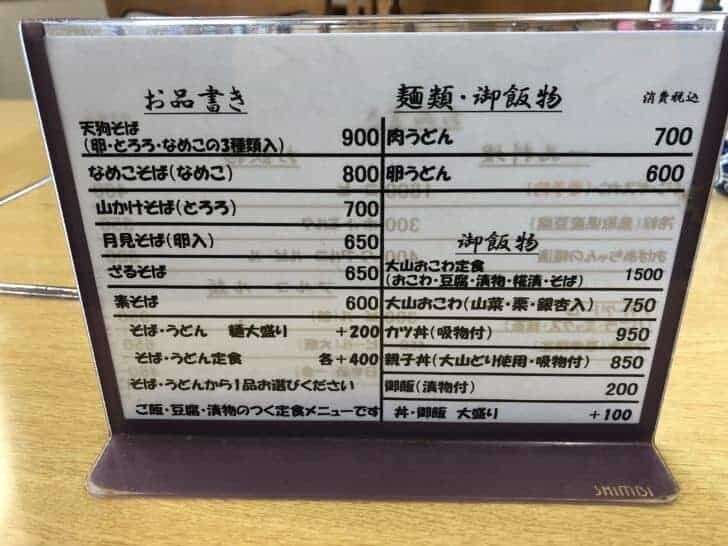 お品書き
天狗そば
(卵・とろろ・なめこの3種類入) 900
なめこそば(なめこ) 800
山かけそば(とろろ) 700
月見そば(卵入) 650
ざるそば 650
素そば 600
そば・うどん 麺大盛り +200
そば・うどん定食 各+400
そば・うどんから1品お選びください
ご飯・豆腐・漬物のつく定食メニューです
麺類・御飯物 消費税込
肉うどん 700
卵うどん 600
御飯物
大山おこわ定食
(おこわ・豆腐・漬物・糀漬・そば) 1500
大山おこわ(山菜・栗・銀杏入) 750
カツ丼(吸物付) 950
親子丼(大山どり使用・吸物付) 850
御飯(漬物付) 200
丼・御飯 大盛り +100
SHIMBI